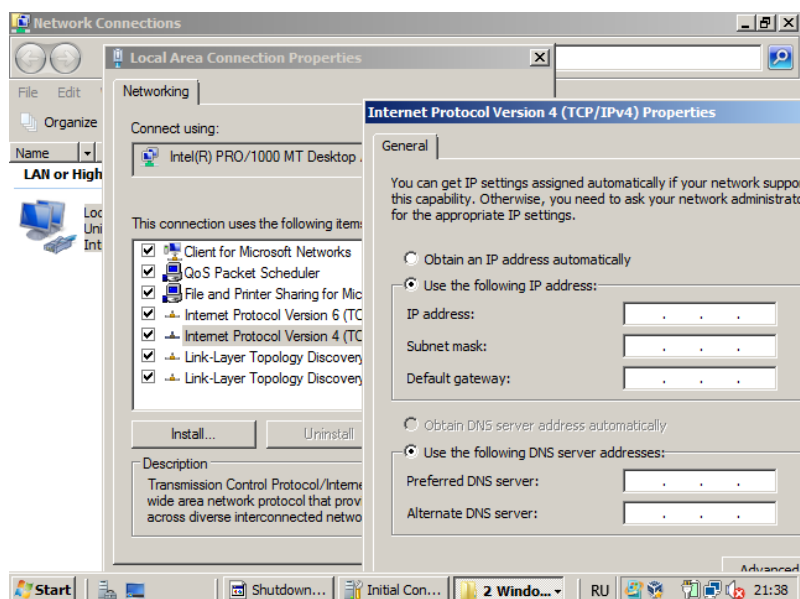 Network Connections
File Edit
Organize
Name
LAN or High
Loc
Uni
Int
Local Area Connection Properties
Networking
Connect using:
Intel(R) PRO/1000 MT Desktop
This connection uses the following items
Client for Microsoft Networks
QoS Packet Scheduler
File and Printer Sharing for Mic
Internet Protocol Version 6 (TC
Internet Protocol Version 4 (TC
Link-Layer Topology Discovery
Link-Layer Topology Discovery
Install...
Uninstall
Description
Transmission Control Protocol/Interne
wide area network protocol that prov
across diverse interconnected netwo
Internet Protocol Version 4 (TCP/IPv4) Properties
General
You can get IP settings assigned automatically if your network suppor
this capability. Otherwise, you need to ask your network administrato
for the appropriate IP settings.
Obtain an IP address automatically
Use the following IP address:
IP address:
Subnet mask:
Default gateway:
Obtain DNS server address automatically
Use the following DNS server addresses:
Preferred DNS server:
Alternate DNS server:
Advanced
Start
Shutdown...
Initial Con...
2 Windo...
RU
21:38